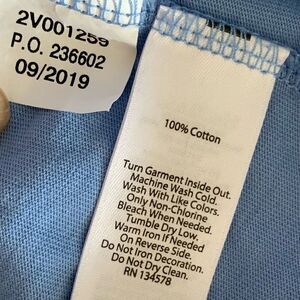 2V001259
P.O. 236602
09/2019
100% Cotton
Turn Garment Inside Out.
Machine Wash Cold.
Wash With Like Colors.
Only Non-Chlorine
Bleach When Needed.
Tumble Dry Low.
Warm Iron If Needed
On Reverse Side.
Do Not Iron Decoration.
Do Not Dry Clean.
RN 134578